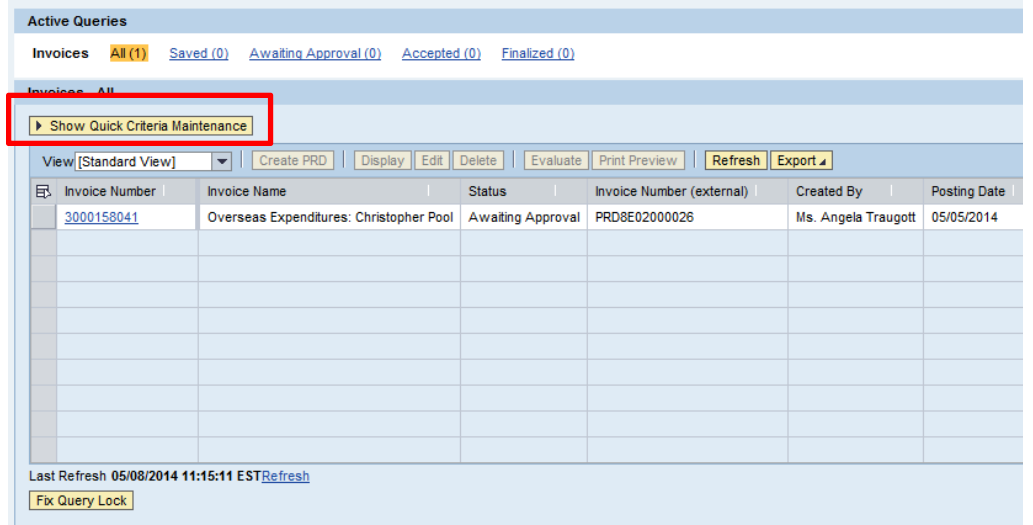 Active Queries
Invoices All (1) Saved (0) Awaiting Approval (0) Accepted (0) Finalized (0)
Invoices - All
Show Quick Criteria Maintenance
View [Standard View] Create PRD Display Edit Delete Evaluate Print Preview Refresh Export
Invoice Number Invoice Name Status Invoice Number (external) Created By Posting Date
3000158041 Overseas Expenditures: Christopher Pool Awaiting Approval PRD8E02000026 Ms. Angela Traugott 05/05/2014
Last Refresh 05/08/2014 11:15:11 ESTRefresh
Fix Query Lock